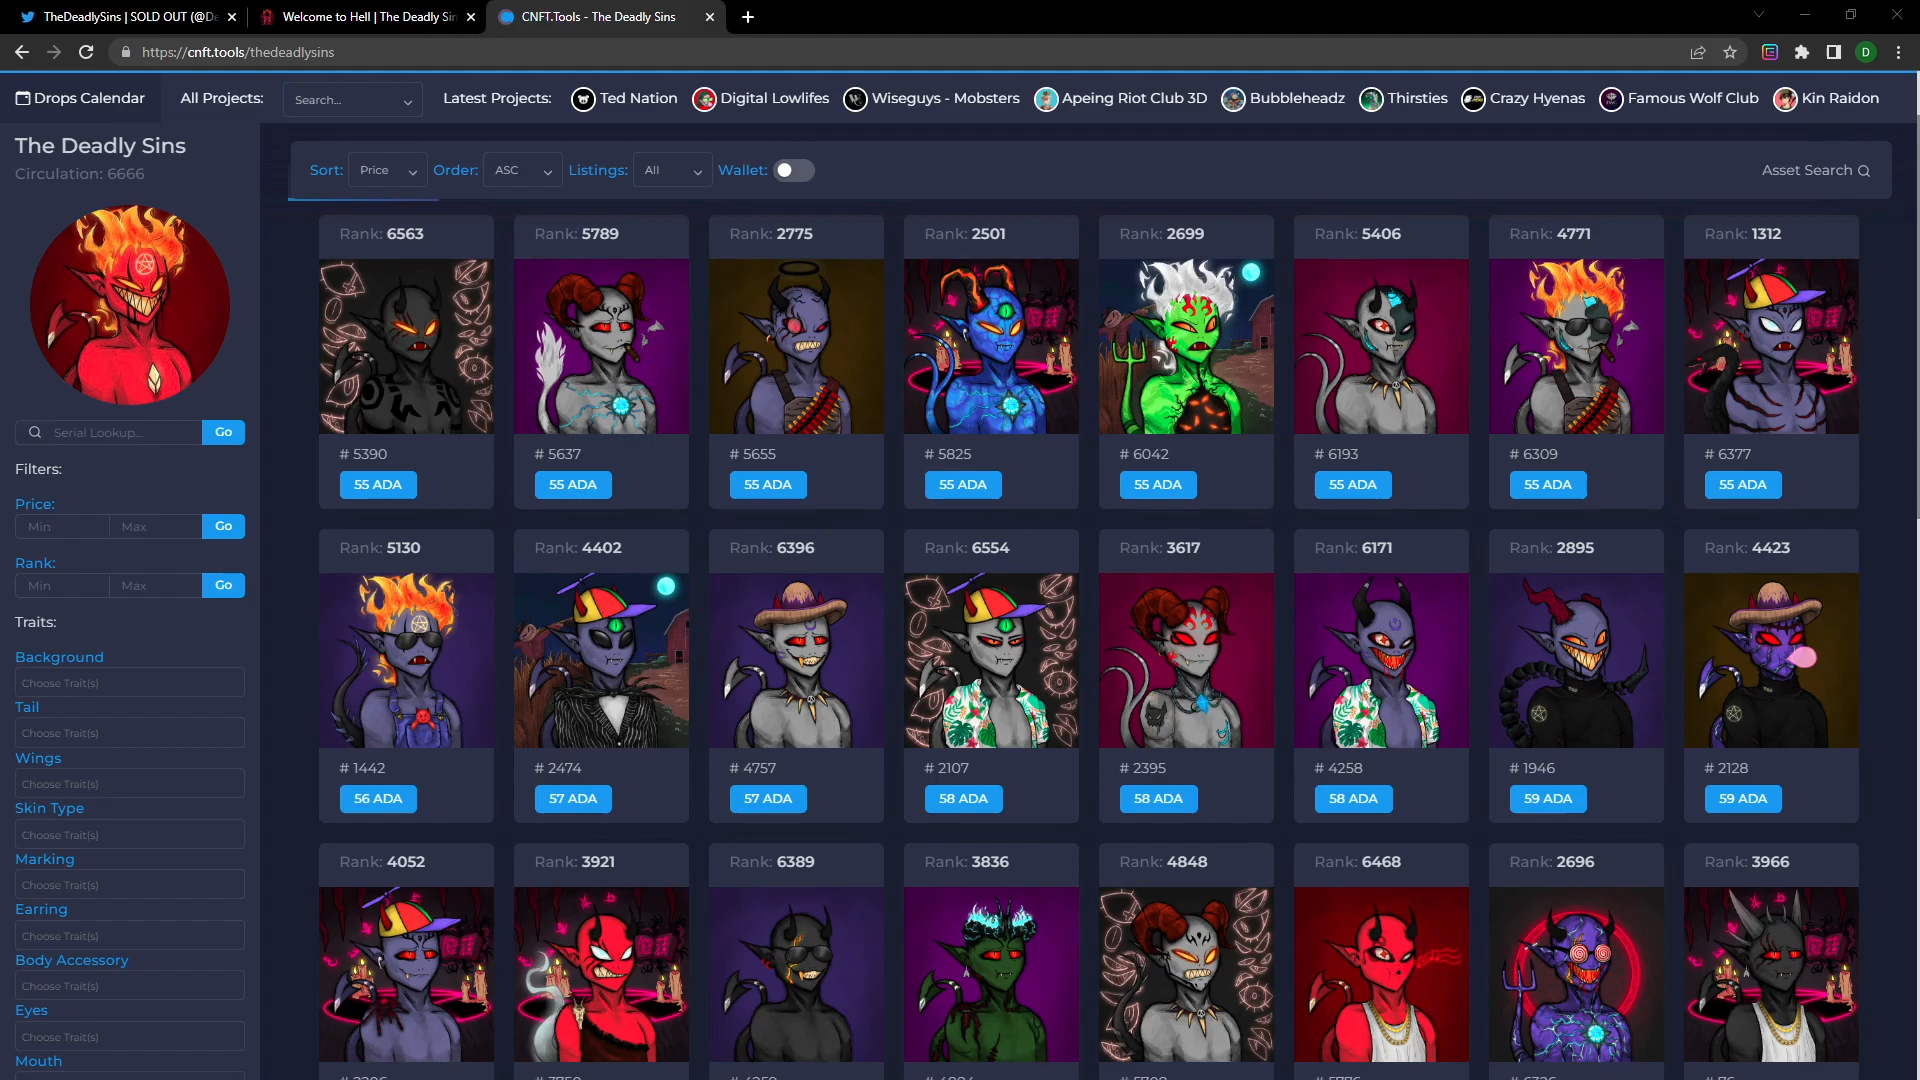 TheDeadlySins | SOLD OUT (@De
Welcome to Hell | The Deadly Sin
CNFT.Tools - The Deadly Sins
https://cnft.tools/thedeadlysins
D
Drops Calendar
All Projects:
Search...
Latest Projects:
Ted Nation
Digital Lowlifes
Wiseguys - Mobsters
Apeing Riot Club 3D
Bubbleheadz
Thirsties
Crazy Hyenas
Famous Wolf Club
Kin Raidon
The Deadly Sins
Circulation: 6666
Serial Lookup...
Go
Filters:
Price:
Min
Max
Go
Rank:
Min
Max
Go
Traits:
Background
Choose Trait(s)
Tail
Choose Trait(s)
Wings
Choose Trait(s)
Skin Type
Choose Trait(s)
Marking
Choose Trait(s)
Earring
Choose Trait(s)
Body Accessory
Choose Trait(s)
Eyes
Choose Trait(s)
Mouth
Sort: Price Order: ASC Listings: All Wallet:
Asset Search
Rank: 6563
Rank: 5789
Rank: 2775
Rank: 2501
Rank: 2699
Rank: 5406
Rank: 4771
Rank: 1312
# 5390
# 5637
# 5655
# 5825
# 6042
# 6193
# 6309
# 6377
55 ADA
55 ADA
55 ADA
55 ADA
55 ADA
55 ADA
55 ADA
55 ADA
Rank: 5130
Rank: 4402
Rank: 6396
Rank: 6554
Rank: 3617
Rank: 6171
Rank: 2895
Rank: 4423
# 1442
# 2474
# 4757
# 2107
# 2395
# 4258
# 1946
# 2128
56 ADA
57 ADA
57 ADA
58 ADA
58 ADA
58 ADA
59 ADA
59 ADA
Rank: 4052
Rank: 3921
Rank: 6389
Rank: 3836
Rank: 4848
Rank: 6468
Rank: 2696
Rank: 3966